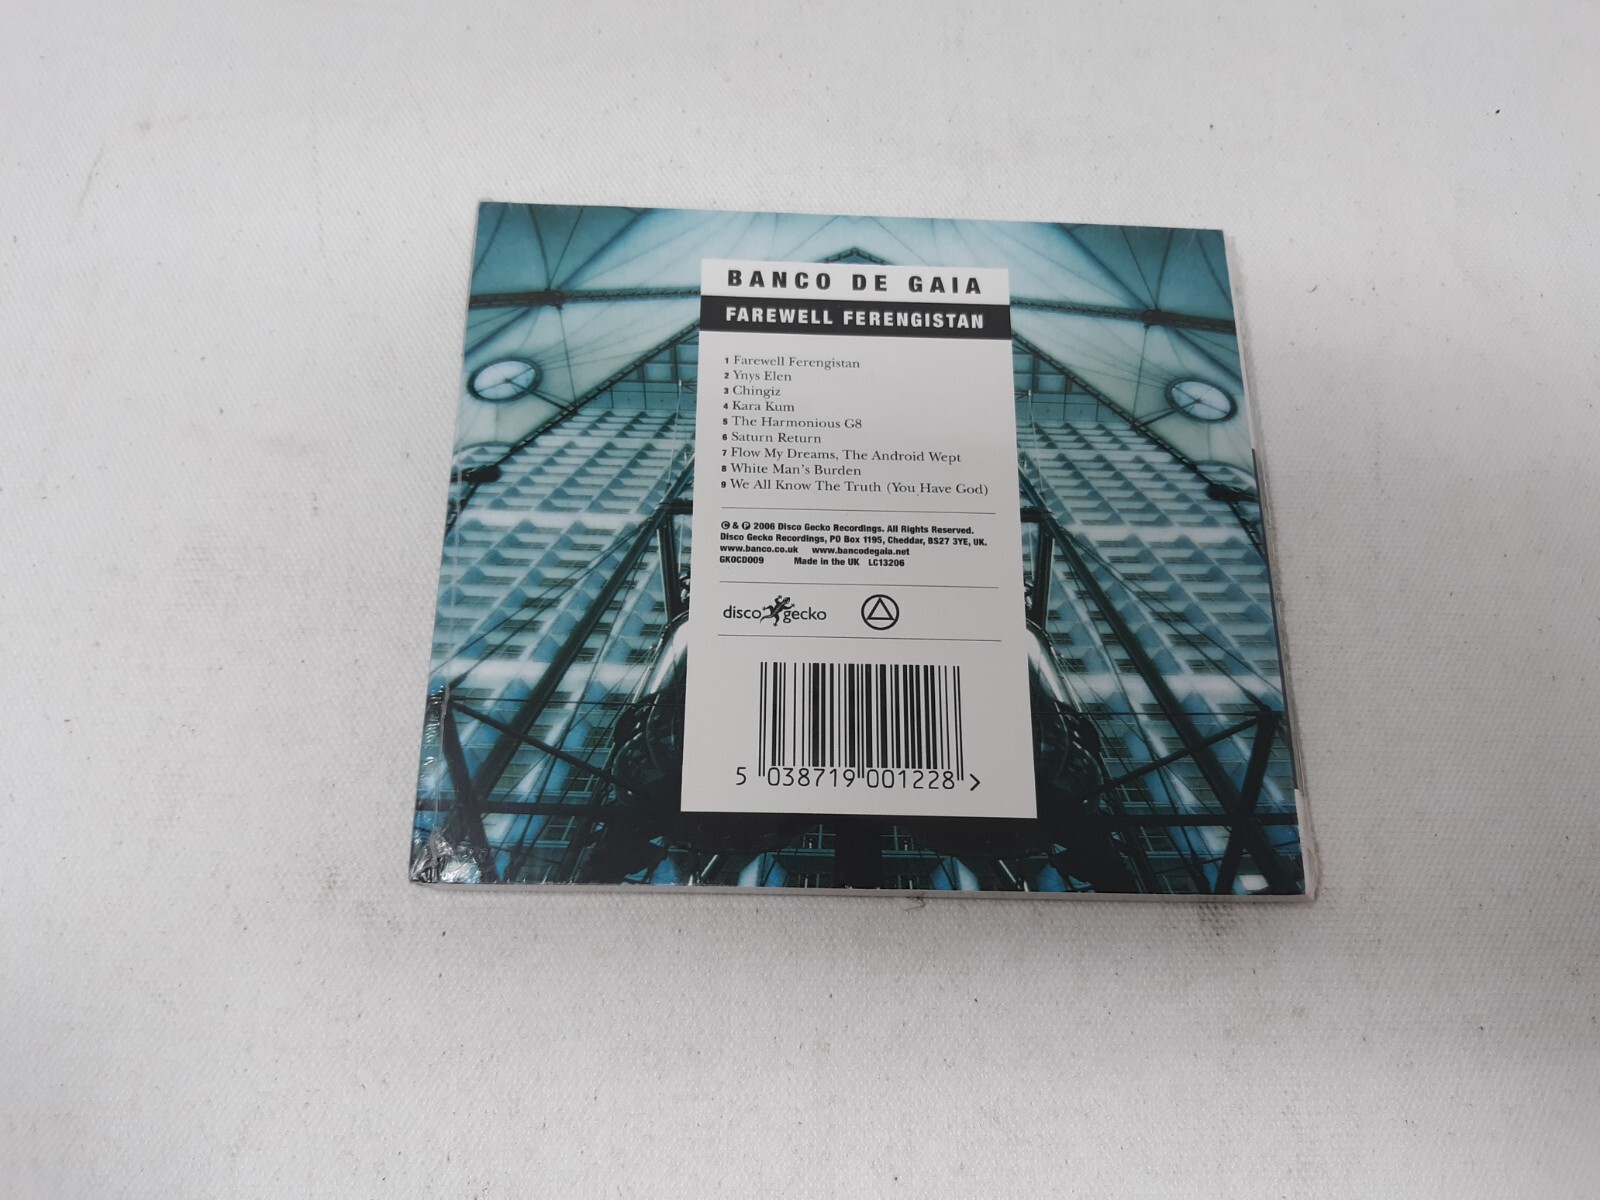 BANCO DE GAIA
FAREWELL FERENGISTAN
1 Farewell Ferengistan
2 Ynys Elen
3 Chingiz
4 Kara Kum
5 The Harmonious G8
6 Saturn Return
7 Flow My Dreams, The Android Wept
8 White Man's Burden
9 We All Know The Truth (You Have God)
© & ℗ 2006 Disco Gecko Recordings. All Rights Reserved.
Disco Gecko Recordings, PO Box 1195, Cheddar, BS27 3YE, UK.
www.banco.co.uk www.bancodegaia.net
GKOCD009 Made in the UK LC13206
disco gecko
5 038719 001228 >